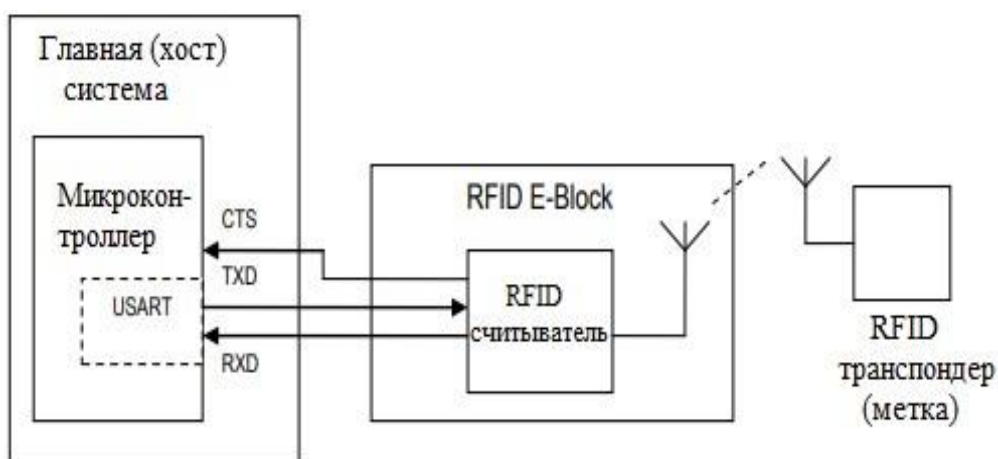 Главная (хост)
система
Микрокон-
троллер
CTS
TXD
USART
RXD
RFID E-Block
RFID
считыватель
RFID
транспондер
(метка)